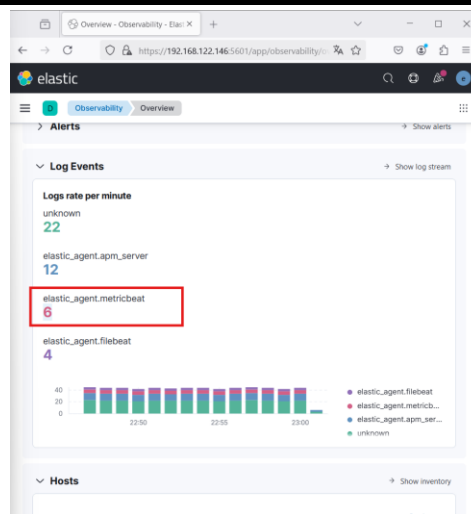 Overview - Observability - Elast
https://192.168.122.146:5601/app/observability/o
elastic
e
D
Observability
Overview
Alerts
Show alerts
Log Events
Show log stream
Logs rate per minute
unknown
22
elastic_agent.apm_server
12
elastic_agent.metricbeat
6
elastic_agent.filebeat
4
40
20
0
22:50
22:55
23:00
elastic_agent.filebeat
elastic_agent.metricb...
elastic_agent.apm_ser...
unknown
Hosts
Show inventory